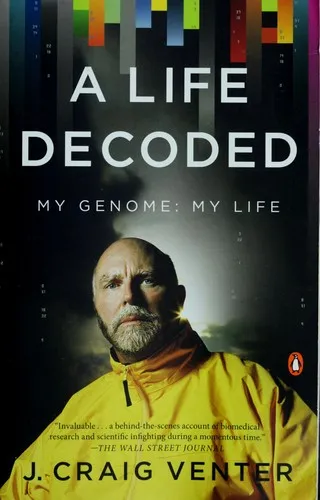 A LIFE
DECODED
MY GENOME: MY LIFE
"Invaluable . . . a behind-the-scenes account of biomedical
research and scientific infighting during a momentous time."
—THE WALL STREET JOURNAL
J. CRAIG VENTER